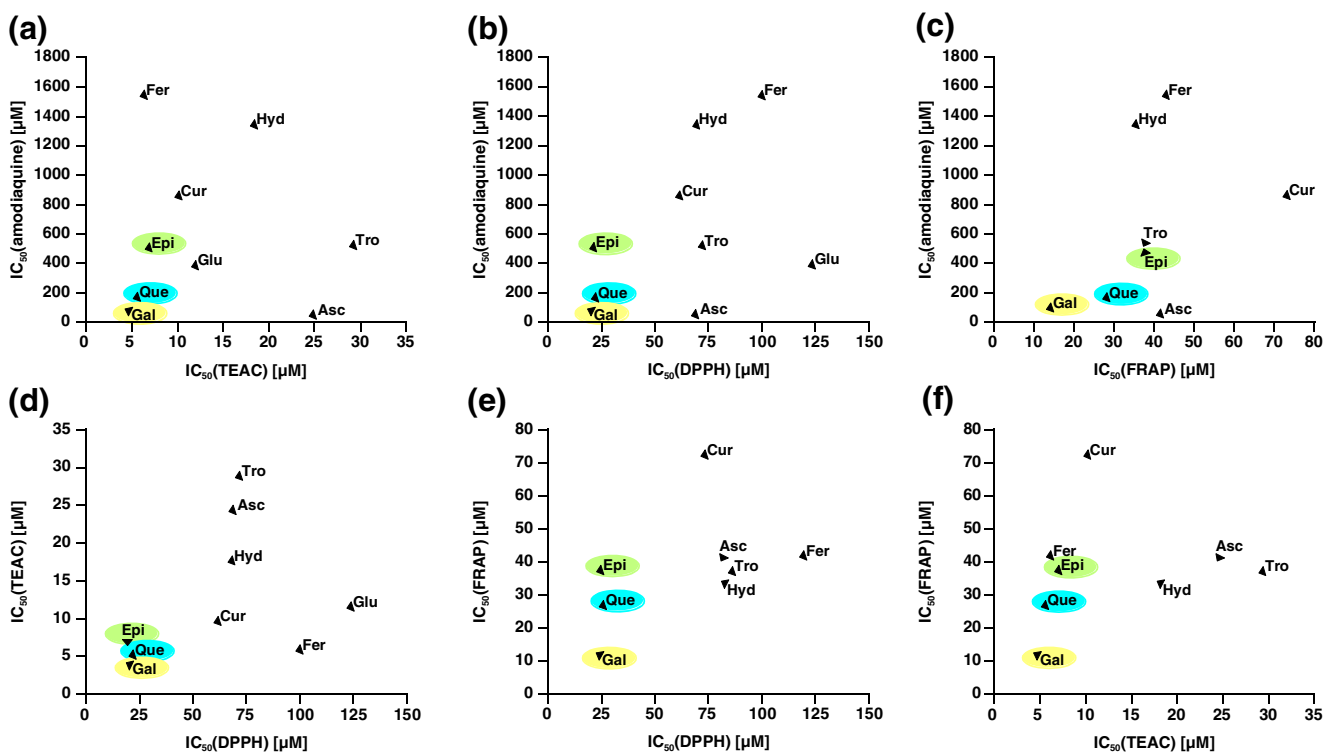 (a)
IC50(amodiaquine) [µM]
1800
1600
1400
1200
1000
800
600
400
200
0
Fer
Hyd
Cur
Epi
Tro
Glu
Que
Gal
Asc
0 5 10 15 20 25 30 35
IC50(TEAC) [µM]
(b)
IC50(amodiaquine) [µM]
1800
1600
1400
1200
1000
800
600
400
200
0
Fer
Hyd
Cur
Epi
Tro
Glu
Que
Gal
Asc
0 25 50 75 100 125 150
IC50(DPPH) [µM]
(c)
IC50(amodiaquine) [µM]
1800
1600
1400
1200
1000
800
600
400
200
0
Fer
Hyd
Cur
Tro
Epi
Que
Gal
Asc
0 10 20 30 40 50 60 70 80
IC50(FRAP) [µM]
(d)
IC50(TEAC) [µM]
35
30
25
20
15
10
5
0
Tro
Asc
Hyd
Glu
Cur
Epi
Que
Fer
Gal
0 25 50 75 100 125 150
IC50(DPPH) [µM]
(e)
IC50(FRAP) [µM]
80
70
60
50
40
30
20
10
0
Cur
Asc
Fer
Epi
Tro
Hyd
Que
Gal
0 25 50 75 100 125 150
IC50(DPPH) [µM]
(f)
IC50(FRAP) [µM]
80
70
60
50
40
30
20
10
0
Cur
Fer
Asc
Epi
Tro
Hyd
Que
Gal
0 5 10 15 20 25 30 35
IC50(TEAC) [µM]